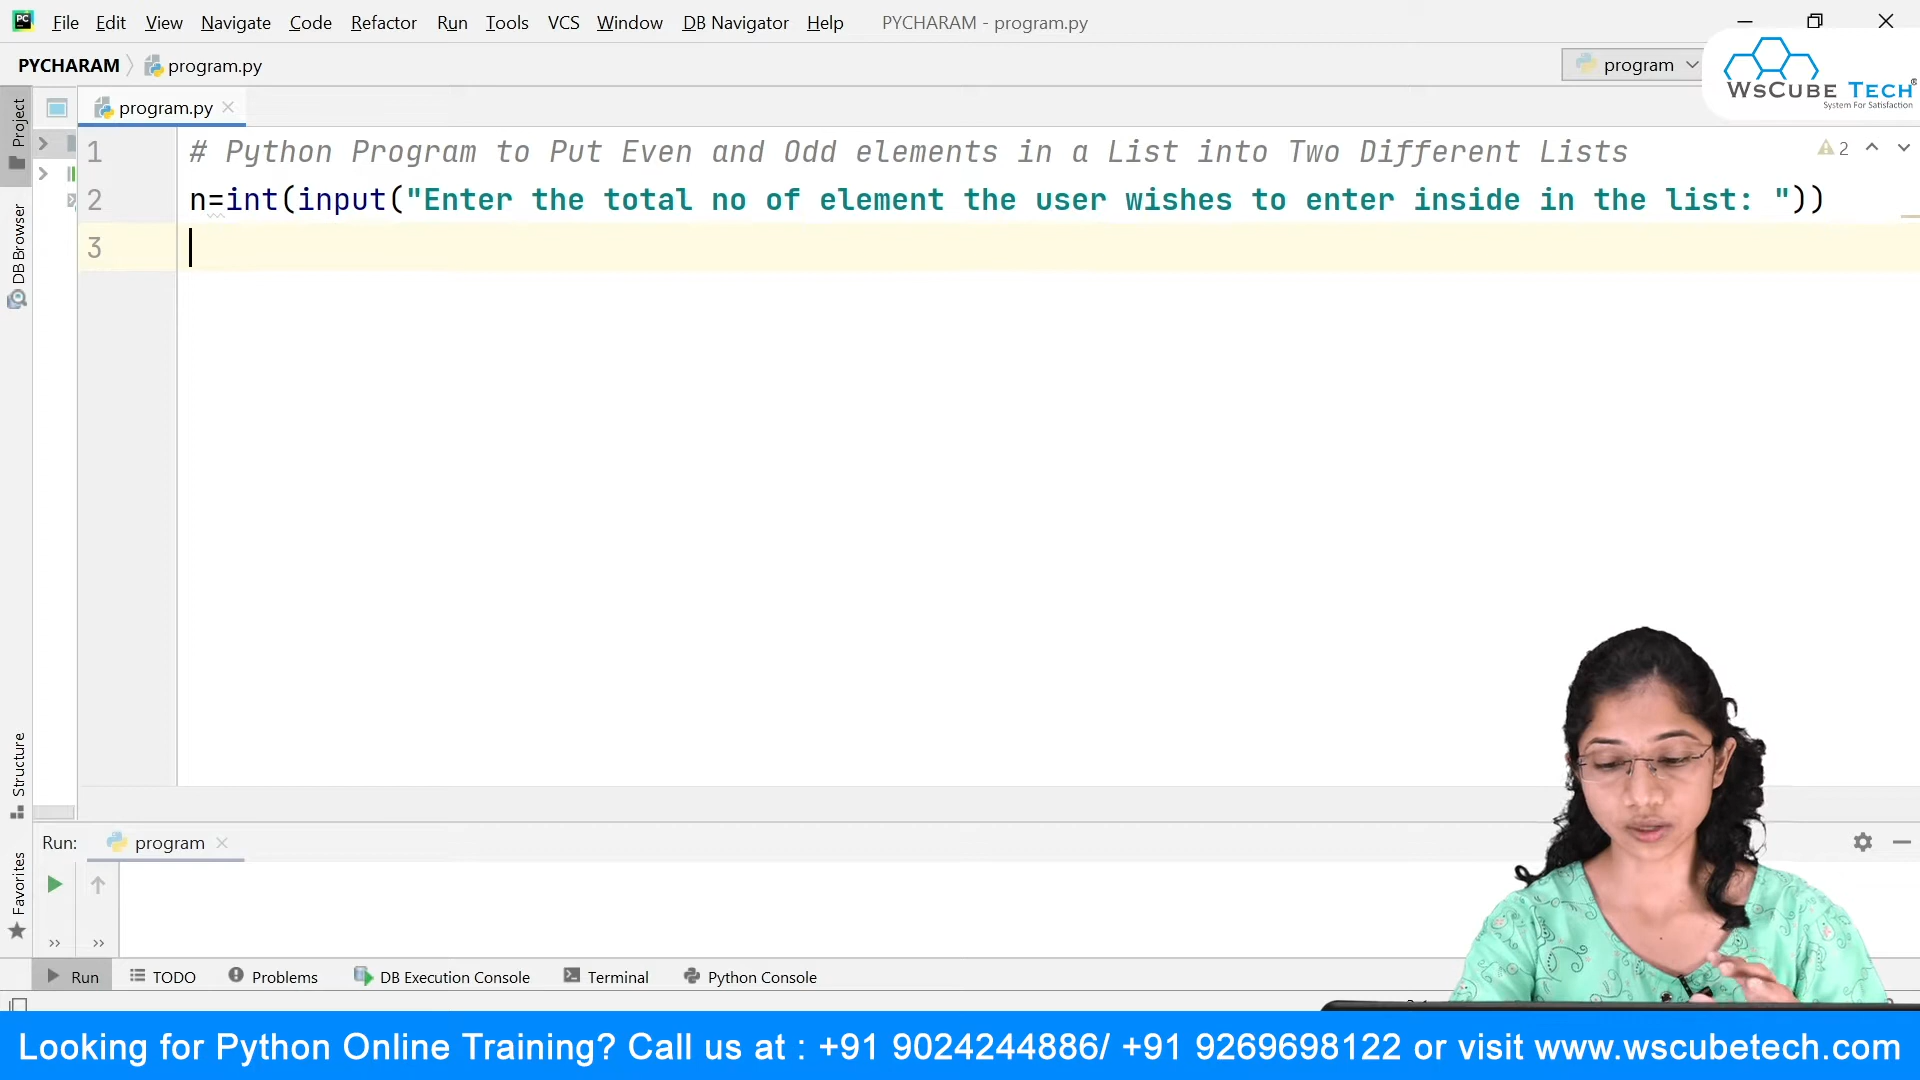 File Edit View Navigate Code Refactor Run Tools VCS Window DB Navigator Help PYCHARAM - program.py
PYCHARAM program.py program
WsCube Tech®
System For Satisfaction
Project
program.py
1 # Python Program to Put Even and Odd elements in a List into Two Different Lists
2
2 n=int(input("Enter the total no of element the user wishes to enter inside in the list: "))
3
DB Browser
Structure
Favorites
Run: program
Run TODO Problems DB Execution Console Terminal Python Console
Looking for Python Online Training? Call us at : +91 9024244886/ +91 9269698122 or visit www.wscubetech.com